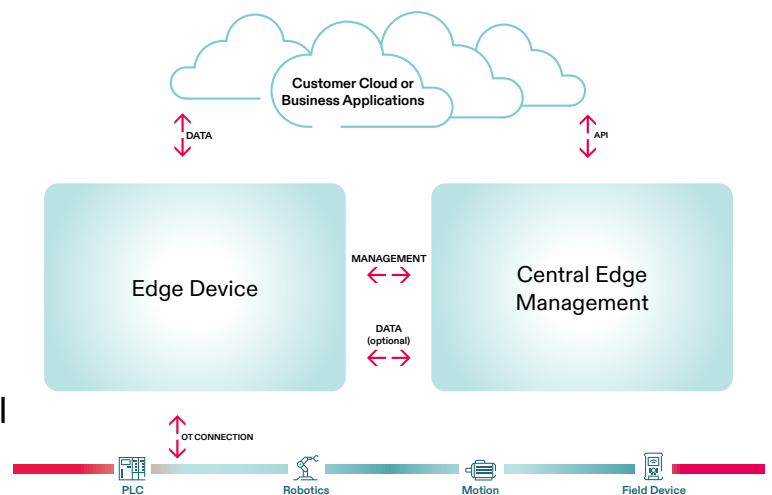 Customer Cloud or
Business Applications
DATA
API
Edge Device
MANAGEMENT
DATA
(optional)
Central Edge
Management
OT CONNECTION
PLC
Robotics
Motion
Field Device